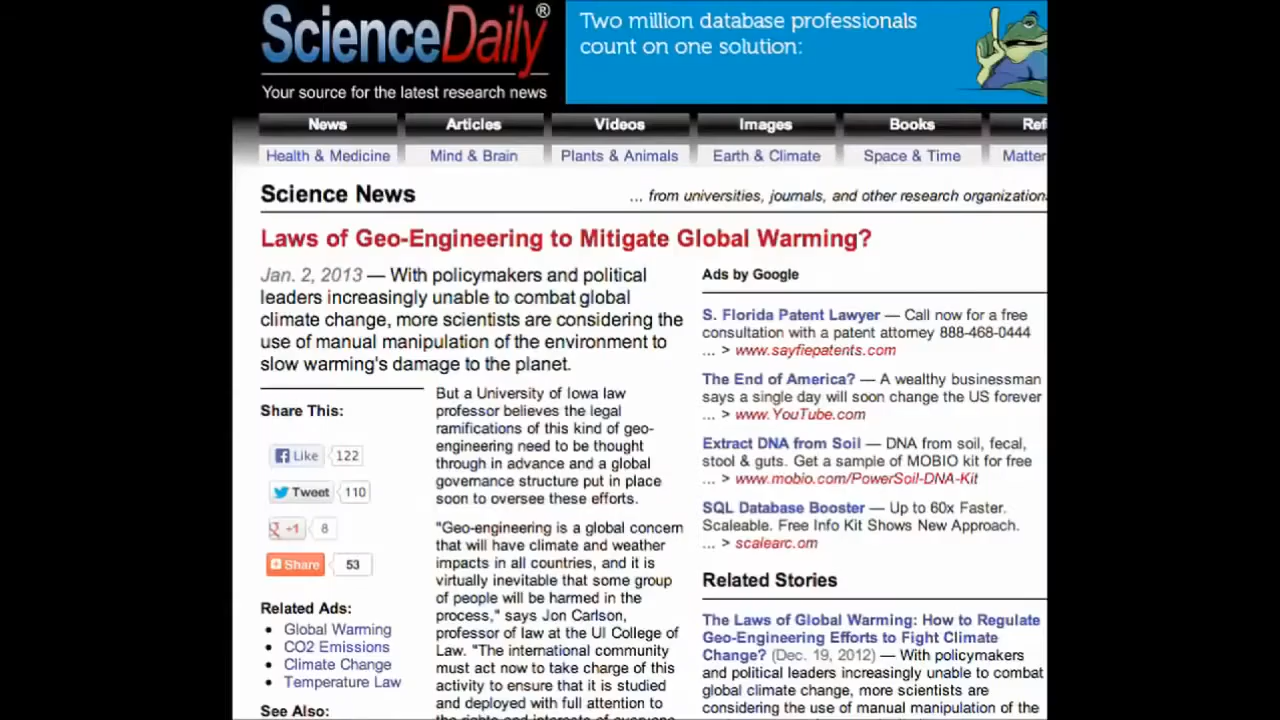 ScienceDaily®
Your source for the latest research news
Two million database professionals
count on one solution:
News Articles Videos Images Books Ref
Health & Medicine Mind & Brain Plants & Animals Earth & Climate Space & Time Matter
Science News
... from universities, journals, and other research organizations
Laws of Geo-Engineering to Mitigate Global Warming?
Jan. 2, 2013 — With policymakers and political
leaders increasingly unable to combat global
climate change, more scientists are considering the
use of manual manipulation of the environment to
slow warming's damage to the planet.
Share This:
Like 122
Tweet 110
+1 8
Share 53
Related Ads:
• Global Warming
• CO2 Emissions
• Climate Change
• Temperature Law
See Also:
But a University of Iowa law
professor believes the legal
ramifications of this kind of geo-
engineering need to be thought
through in advance and a global
governance structure put in place
soon to oversee these efforts.
"Geo-engineering is a global concern
that will have climate and weather
impacts in all countries, and it is
virtually inevitable that some group
of people will be harmed in the
process," says Jon Carlson,
professor of law at the UI College of
Law. "The international community
must act now to take charge of this
activity to ensure that it is studied
and deployed with full attention to
the rights and interests of everyone
Ads by Google
S. Florida Patent Lawyer — Call now for a free
consultation with a patent attorney 888-468-0444
... > www.sayfiepatents.com
The End of America? — A wealthy businessman
says a single day will soon change the US forever
... > www.YouTube.com
Extract DNA from Soil — DNA from soil, fecal,
stool & guts. Get a sample of MOBIO kit for free
... > www.mobio.com/PowerSoil-DNA-Kit
SQL Database Booster — Up to 60x Faster.
Scaleable. Free Info Kit Shows New Approach.
... > scalearc.om
Related Stories
The Laws of Global Warming: How to Regulate
Geo-Engineering Efforts to Fight Climate
Change? (Dec. 19, 2012) — With policymakers
and political leaders increasingly unable to combat
global climate change, more scientists are
considering the use of manual manipulation of the